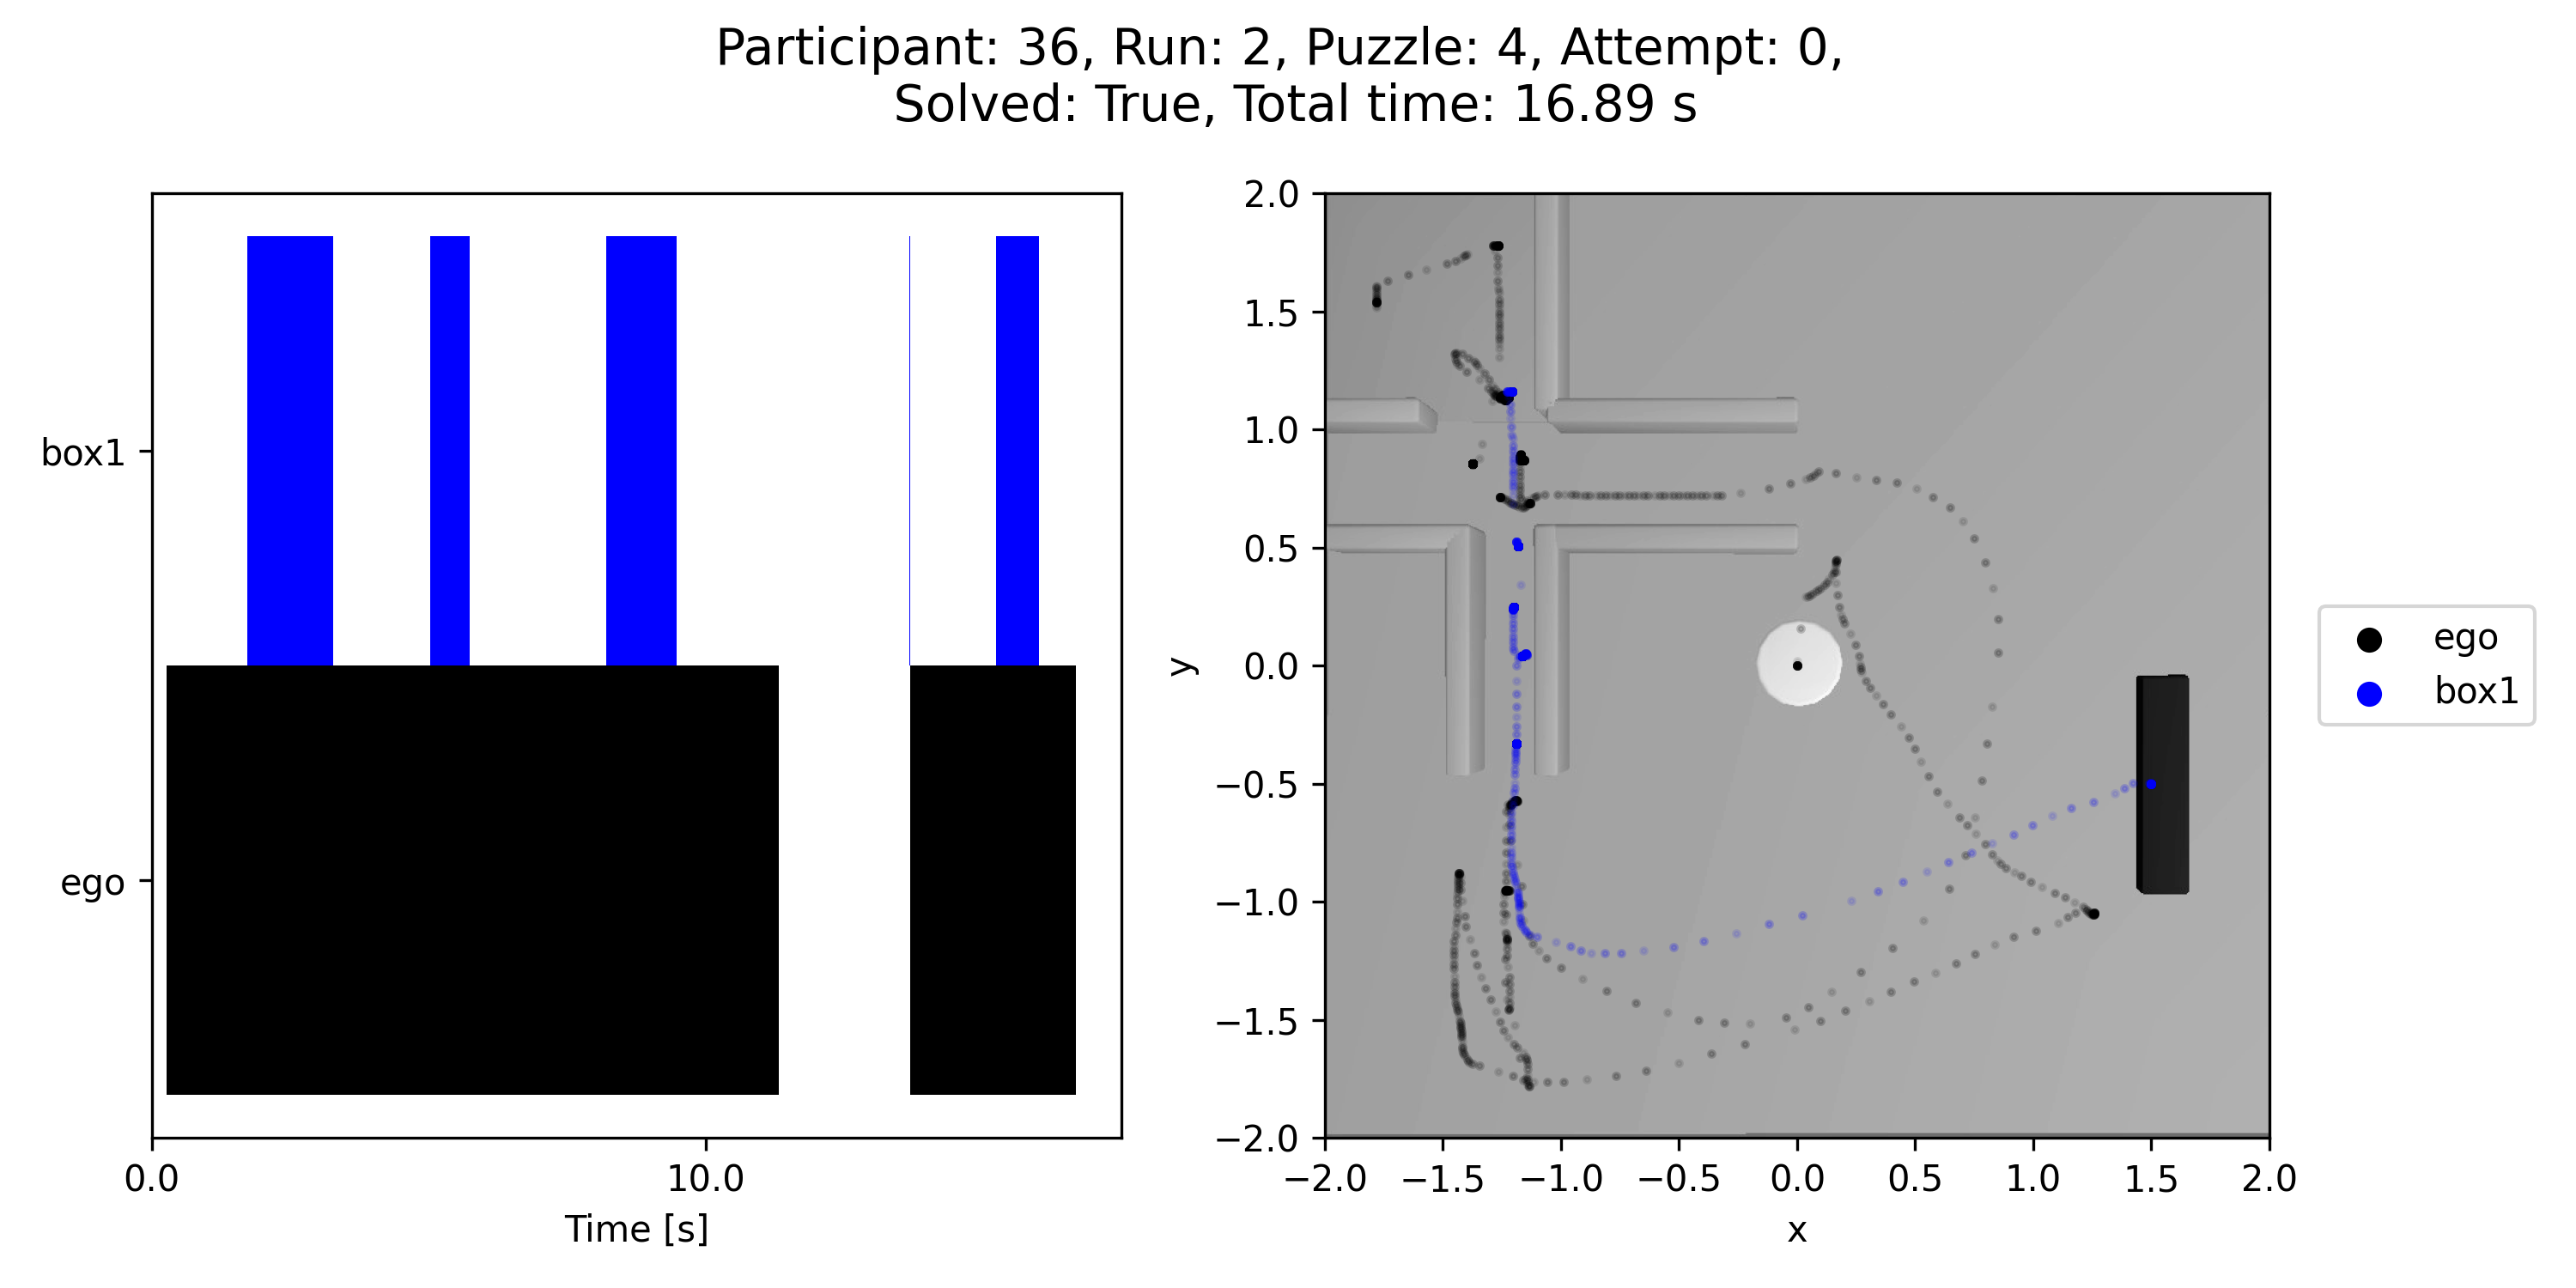 Participant: 36, Run: 2, Puzzle: 4, Attempt: 0,
Solved: True, Total time: 16.89 s
box1
ego
0.0
10.0
Time [s]
2.0
1.5
1.0
0.5
0.0
−0.5
−1.0
−1.5
−2.0
y
−2.0
−1.5
−1.0
−0.5
0.0
0.5
1.0
1.5
2.0
x
ego
box1